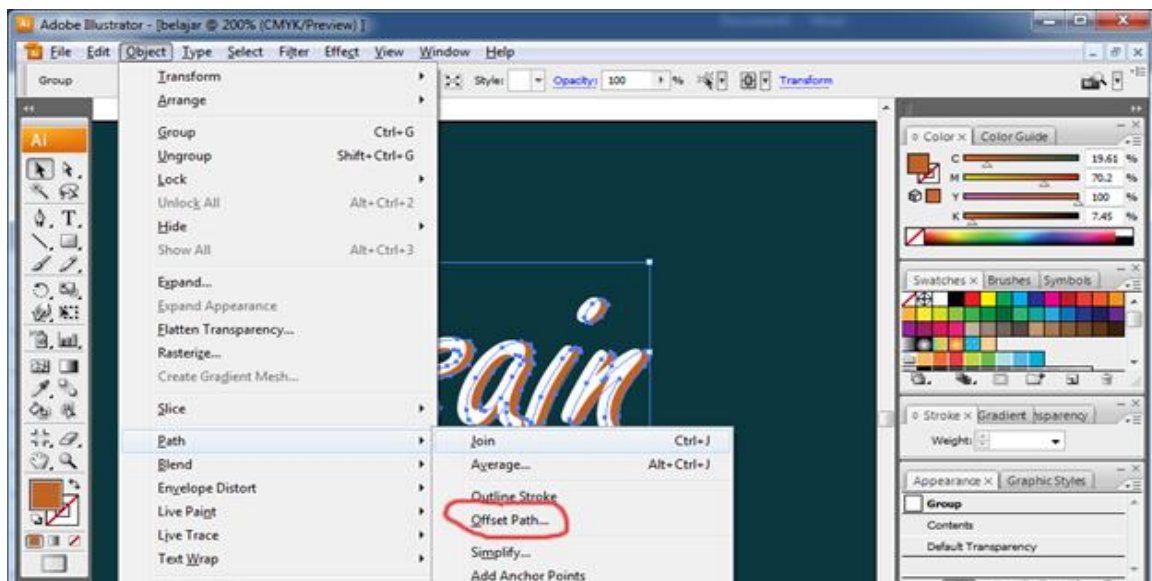 Adobe Illustrator - [belajar @ 200% (CMYK/Preview) ]
File Edit Object Type Select Filter Effect View Window Help
Group
Style:
Opacity: 100 %
Transform
Transform
Arrange
Group Ctrl+G
Ungroup Shift+Ctrl+G
Lock
Unlock All Alt+Ctrl+2
Hide
Show All Alt+Ctrl+3
Expand...
Expand Appearance
Flatten Transparency...
Rasterize...
Create Gradient Mesh...
Slice
Path
Blend
Envelope Distort
Live Paint
Live Trace
Text Wrap
Join Ctrl+J
Average... Alt+Ctrl+J
Outline Stroke
Offset Path...
Simplify...
Add Anchor Points
Ai
T
ain
Color × Color Guide
C 19.61 %
M 70.2 %
Y 100 %
K 7.45 %
Swatches × Brushes Symbols
Stroke × Gradient
Weight:
Appearance × Graphic Styles
Group
Contents
Default Transparency